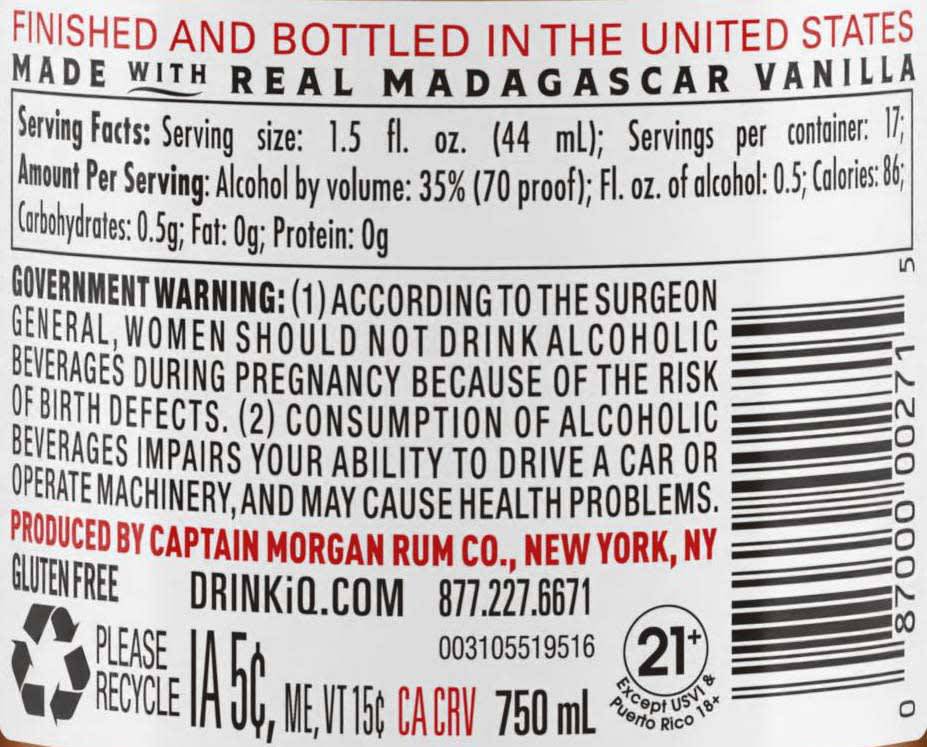 FINISHED AND BOTTLED IN THE UNITED STATES
MADE WITH REAL MADAGASCAR VANILLA
Serving Facts: Serving size: 1.5 fl. oz. (44 mL); Servings per container: 17;
Amount Per Serving: Alcohol by volume: 35% (70 proof); Fl. oz. of alcohol: 0.5; Calories: 86;
Carbohydrates: 0.5g; Fat: 0g; Protein: 0g
GOVERNMENT WARNING: (1) ACCORDING TO THE SURGEON
GENERAL, WOMEN SHOULD NOT DRINK ALCOHOLIC
BEVERAGES DURING PREGNANCY BECAUSE OF THE RISK
OF BIRTH DEFECTS. (2) CONSUMPTION OF ALCOHOLIC
BEVERAGES IMPAIRS YOUR ABILITY TO DRIVE A CAR OR
OPERATE MACHINERY, AND MAY CAUSE HEALTH PROBLEMS.
PRODUCED BY CAPTAIN MORGAN RUM CO., NEW YORK, NY
GLUTEN FREE
DRINKiQ.COM 877.227.6671
003105519516
PLEASE
RECYCLE
IA 5¢, ME, VT 15¢ CA CRV 750 mL
21+
Except USVI &
Puerto Rico 18+
0 87000 00271 5